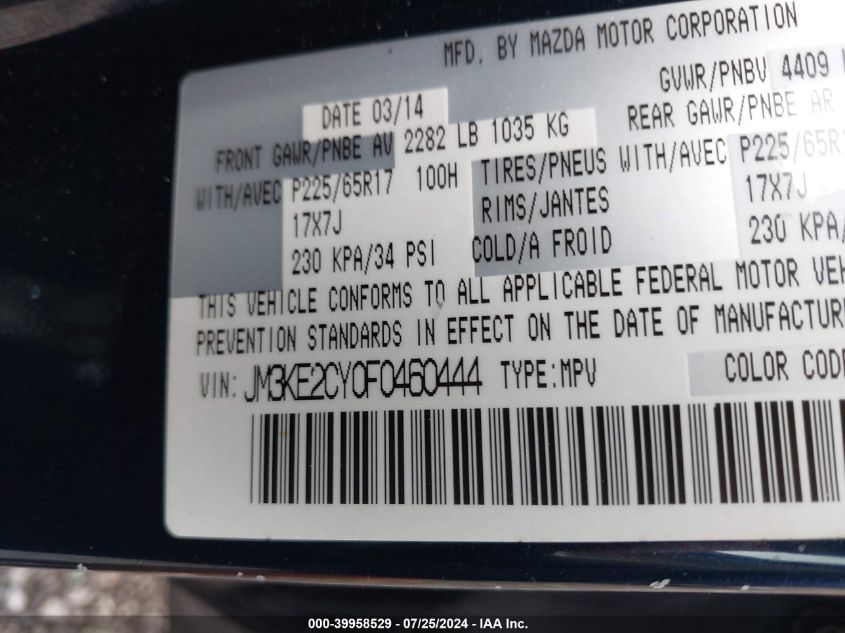 MFD. BY MAZDA MOTOR CORPORATION
DATE 03/14 GVWR/PNBV 4409
FRONT GAWR/PNBE AV 2282 LB 1035 KG REAR GAWR/PNBE AR
WITH/AVEC P225/65R17 100H TIRES/PNEUS WITH/AVEC P225/65R1
17X7J RIMS/JANTES 17X7J
230 KPA/34 PSI COLD/A FROID 230 KPA/
THIS VEHICLE CONFORMS TO ALL APPLICABLE FEDERAL MOTOR VEH
PREVENTION STANDARDS IN EFFECT ON THE DATE OF MANUFACTUR
VIN: JM3KE2CY0F0460444 TYPE:MPV COLOR CODE
000-39958529 - 07/25/2024 - IAA Inc.